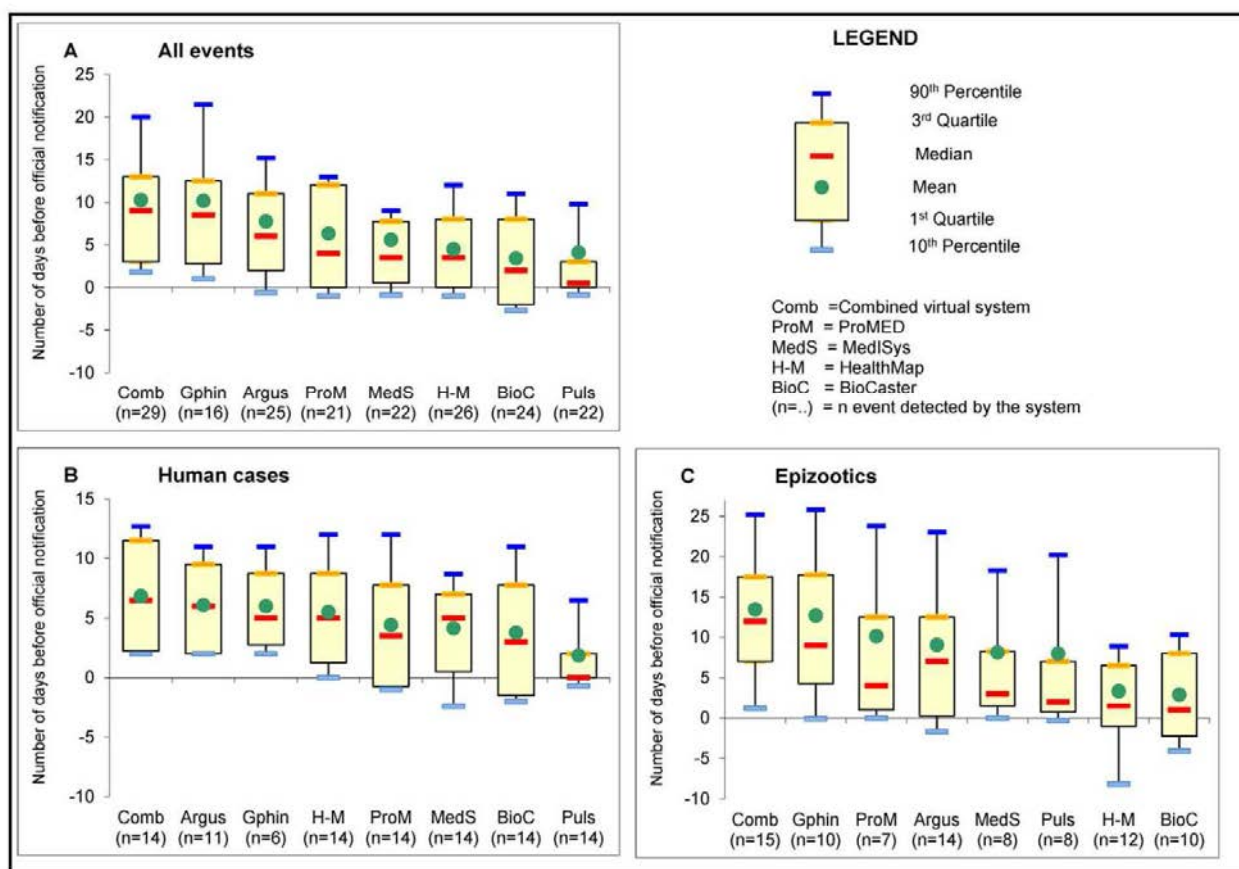 A All events
Number of days before official notification
25
20
15
10
5
0
-5
-10
Comb Gphin Argus ProM MedS H-M BioC Puls
(n=29) (n=16) (n=25) (n=21) (n=22) (n=26) (n=24) (n=22)
LEGEND
90th Percentile
3rd Quartile
Median
Mean
1st Quartile
10th Percentile
Comb =Combined virtual system
ProM = ProMED
MedS = MedISys
H-M = HealthMap
BioC = BioCaster
(n=..) = n event detected by the system
B Human cases
Number of days before official notification
15
10
5
0
-5
-10
Comb Argus Gphin H-M ProM MedS BioC Puls
(n=14) (n=11) (n=6) (n=14) (n=14) (n=14) (n=14) (n=14)
C Epizootics
Number of days before official notification
25
20
15
10
5
0
-5
-10
Comb Gphin ProM Argus MedS Puls H-M BioC
(n=15) (n=10) (n=7) (n=14) (n=8) (n=8) (n=12) (n=10)